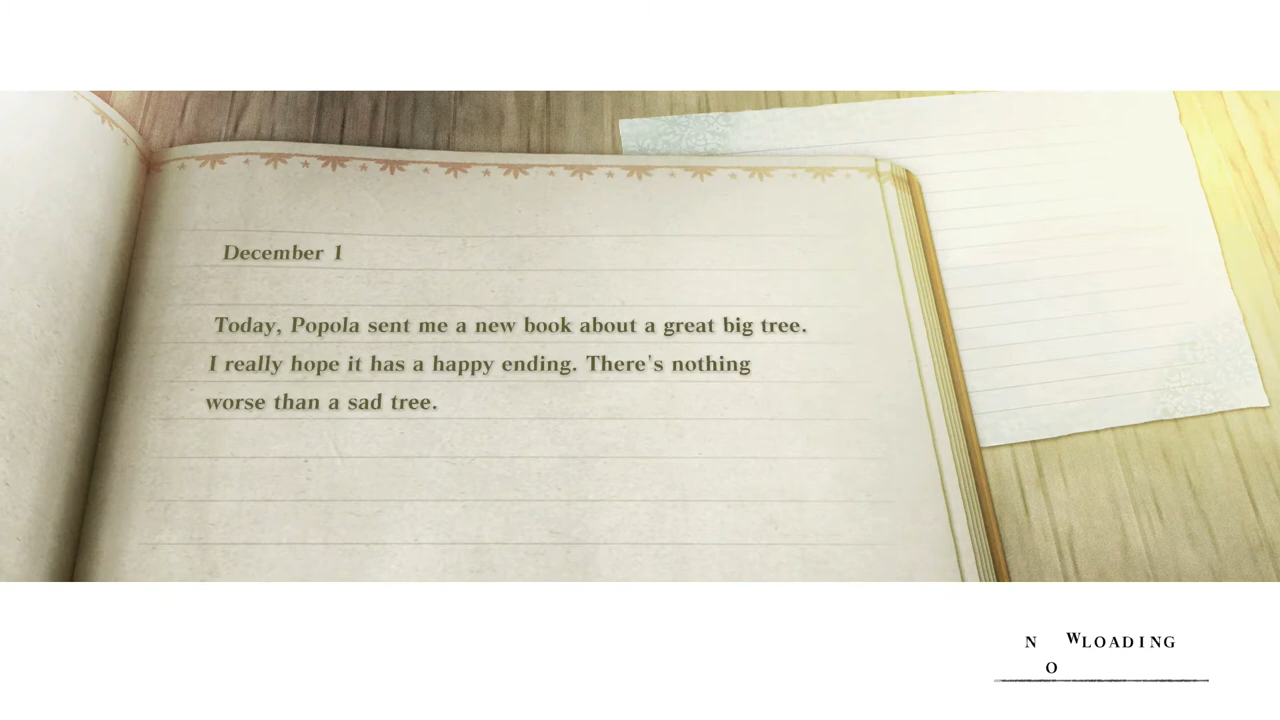 December 1
Today, Popola sent me a new book about a great big tree.
I really hope it has a happy ending. There's nothing
worse than a sad tree.
NOW LOADING